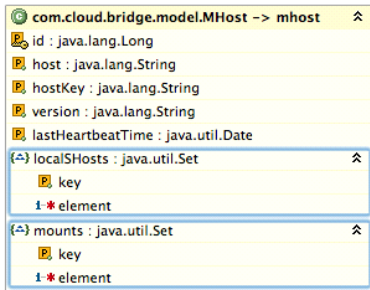 com.cloud.bridge.model.MHost -> mhost
id : java.lang.Long
host : java.lang.String
hostKey : java.lang.String
version : java.lang.String
lastHeartbeatTime : java.util.Date
localSHosts : java.util.Set
key
element
mounts : java.util.Set
key
element